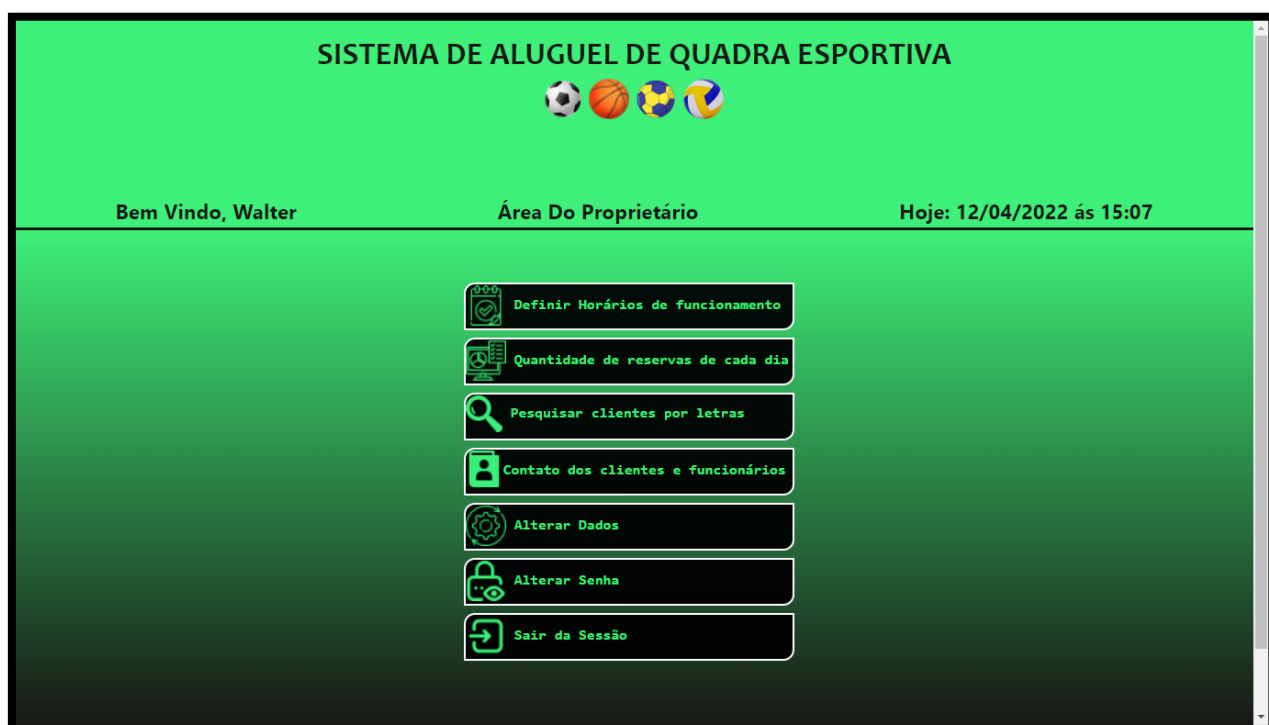 SISTEMA DE ALUGUEL DE QUADRA ESPORTIVA
Bem Vindo, Walter
Área Do Proprietário
Hoje: 12/04/2022 ás 15:07
Definir Horários de funcionamento
Quantidade de reservas de cada dia
Pesquisar clientes por letras
Contato dos clientes e funcionários
Alterar Dados
Alterar Senha
Sair da Sessão